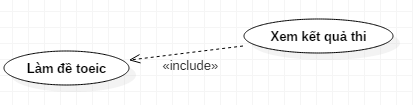 Xem kết quả thi
Làm đề toeic
«include»